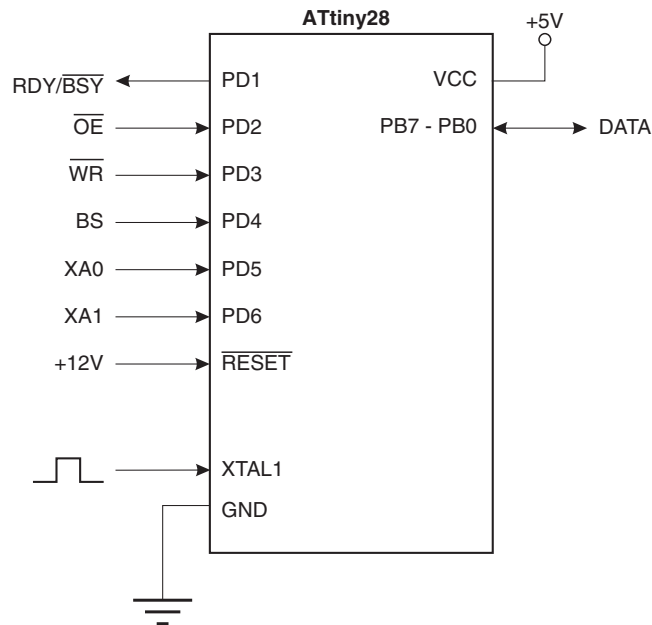 ATtiny28
+5V
RDY/BSY PD1 VCC
OE PD2 PB7 - PB0 DATA
WR PD3
BS PD4
XA0 PD5
XA1 PD6
+12V RESET
XTAL1
GND